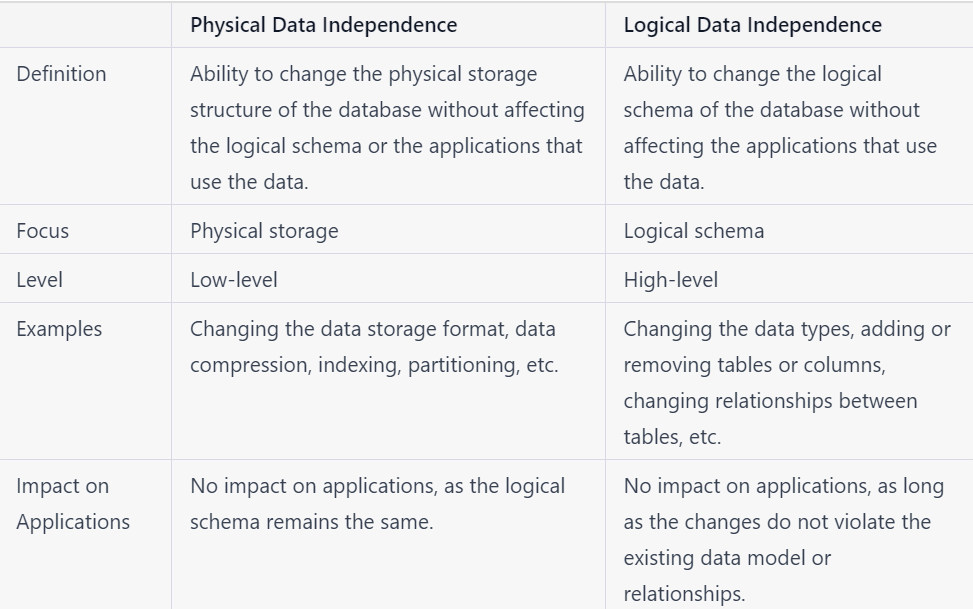 Physical Data Independence
Logical Data Independence
Definition
Ability to change the physical storage
structure of the database without affecting
the logical schema or the applications that
use the data.
Ability to change the logical
schema of the database without
affecting the applications that use
the data.
Focus
Physical storage
Logical schema
Level
Low-level
High-level
Examples
Changing the data storage format, data
compression, indexing, partitioning, etc.
Changing the data types, adding or
removing tables or columns,
changing relationships between
tables, etc.
Impact on
Applications
No impact on applications, as the logical
schema remains the same.
No impact on applications, as long
as the changes do not violate the
existing data model or
relationships.